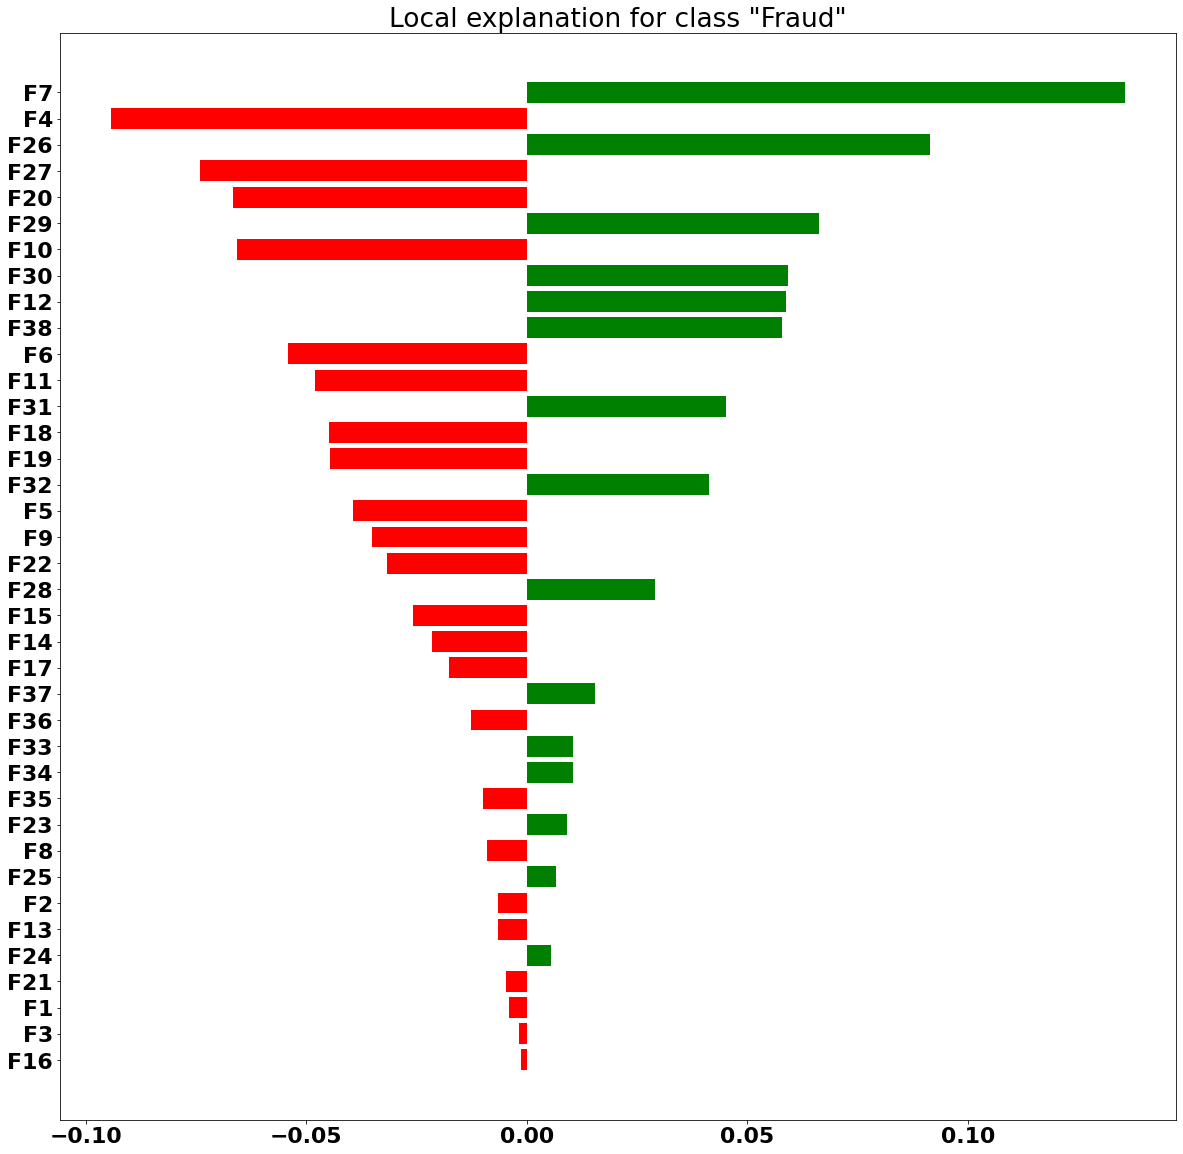 Local explanation for class "Fraud"
F7
F4
F26
F27
F20
F29
F10
F30
F12
F38
F6
F11
F31
F18
F19
F32
F5
F9
F22
F28
F15
F14
F17
F37
F36
F33
F34
F35
F23
F8
F25
F2
F13
F24
F21
F1
F3
F16
−0.10 −0.05 0.00 0.05 0.10